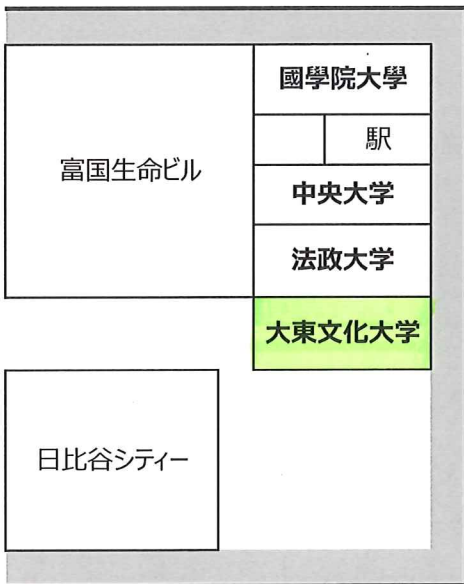 國學院大學
駅
富国生命ビル
中央大学
法政大学
大東文化大学
日比谷シティー